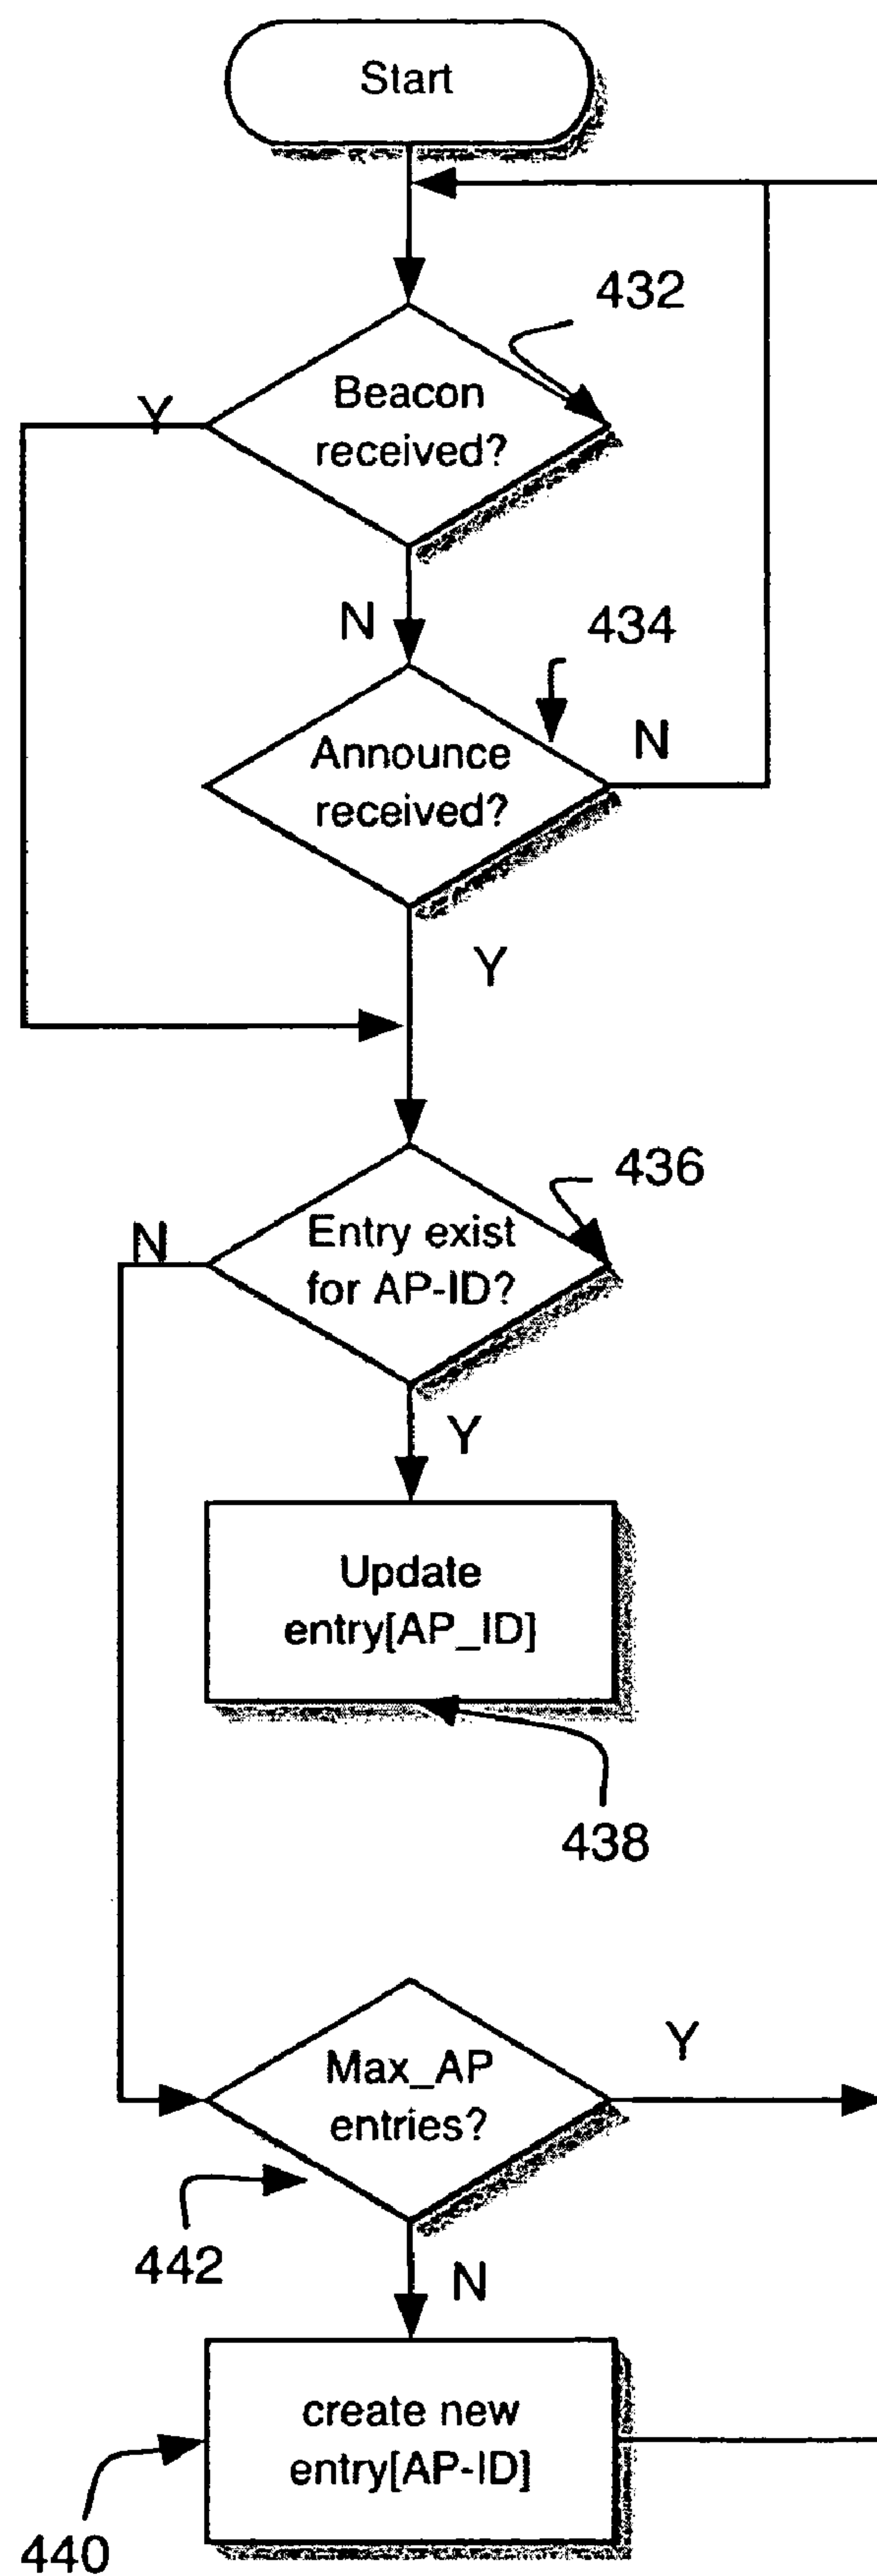 Start
432
Beacon
received?
Y
N
434
Announce
received?
N
Y
436
Entry exist
for AP-ID?
N
Y
Update
entry[AP_ID]
438
Max_AP
entries?
Y
442
N
create new
entry[AP-ID]
440